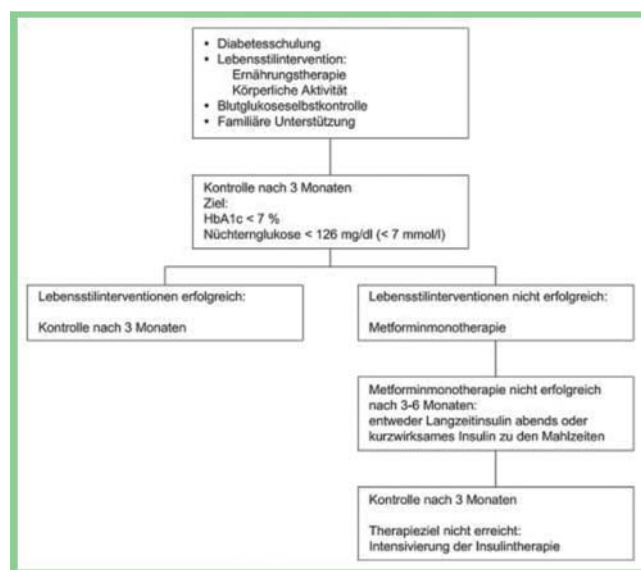 • Diabetesschulung
• Lebensstilintervention:
Ernährungstherapie
Körperliche Aktivität
• Blutglukoseselbstkontrolle
• Familiäre Unterstützung
Kontrolle nach 3 Monaten
Ziel:
HbA1c < 7 %
Nüchternglukose < 126 mg/dl (< 7 mmol/l)
Lebensstilinterventionen erfolgreich:
Kontrolle nach 3 Monaten
Lebensstilinterventionen nicht erfolgreich:
Metforminmonotherapie
Metforminmonotherapie nicht erfolgreich
nach 3-6 Monaten:
entweder Langzeitinsulin abends oder
kurzwirksames Insulin zu den Mahlzeiten
Kontrolle nach 3 Monaten
Therapieziel nicht erreicht:
Intensivierung der Insulintherapie